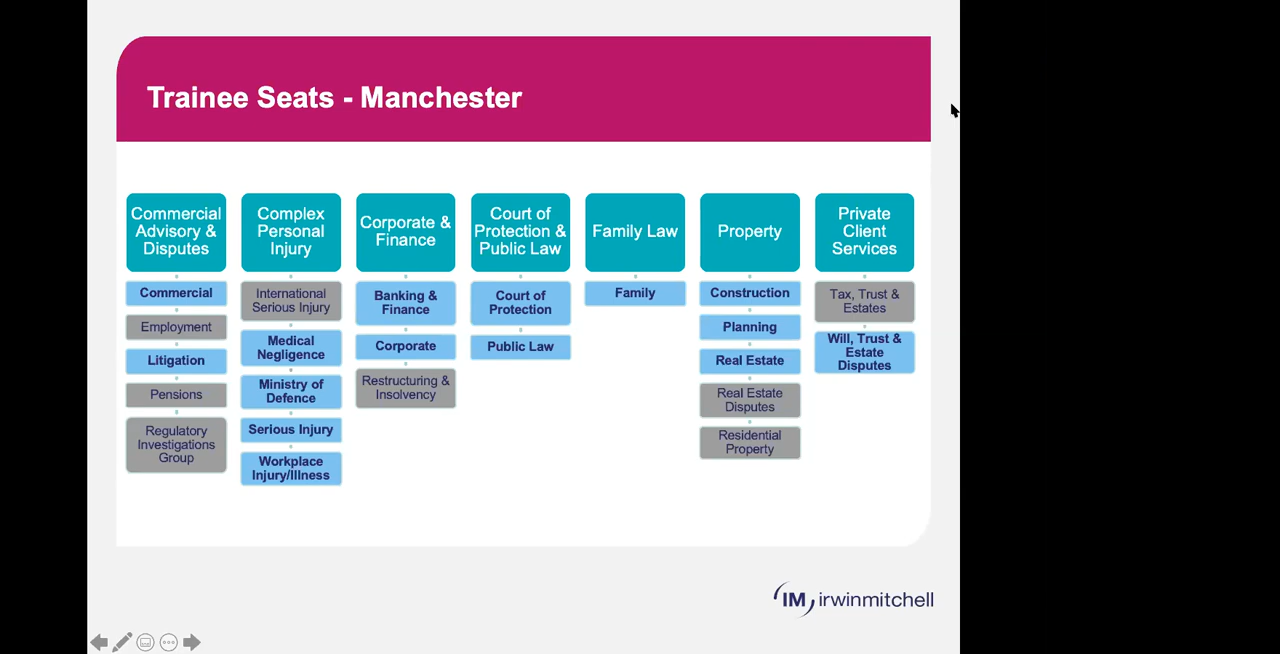 Trainee Seats - Manchester
Commercial
Advisory &
Disputes
Commercial
Employment
Litigation
Pensions
Regulatory
Investigations
Group
Complex
Personal
Injury
International
Serious Injury
Medical
Negligence
Ministry of
Defence
Serious Injury
Workplace
Injury/Illness
Corporate &
Finance
Banking &
Finance
Corporate
Restructuring &
Insolvency
Court of
Protection &
Public Law
Court of
Protection
Public Law
Family Law
Family
Property
Construction
Planning
Real Estate
Real Estate
Disputes
Residential
Property
Private
Client
Services
Tax, Trust &
Estates
Will, Trust &
Estate
Disputes
IM irwinmitchell